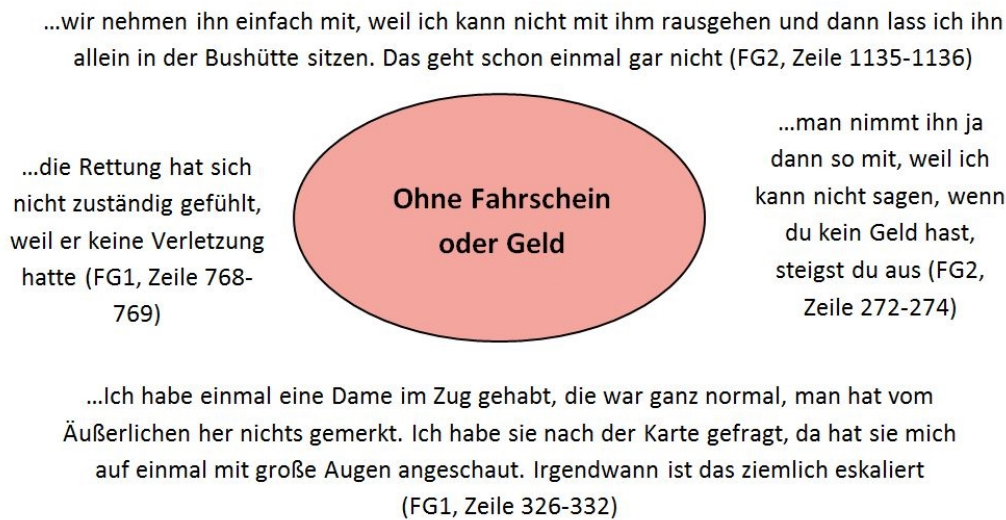 ...wir nehmen ihn einfach mit, weil ich kann nicht mit ihm rausgehen und dann lass ich ihn
allein in der Bushütte sitzen. Das geht schon einmal gar nicht (FG2, Zeile 1135-1136)
...die Rettung hat sich
nicht zuständig gefühlt,
weil er keine Verletzung
hatte (FG1, Zeile 768-
769)
Ohne Fahrschein
oder Geld
...man nimmt ihn ja
dann so mit, weil ich
kann nicht sagen, wenn
du kein Geld hast,
steigst du aus (FG2,
Zeile 272-274)
...Ich habe einmal eine Dame im Zug gehabt, die war ganz normal, man hat vom
Äußerlichen her nichts gemerkt. Ich habe sie nach der Karte gefragt, da hat sie mich
auf einmal mit große Augen angeschaut. Irgendwann ist das ziemlich eskaliert
(FG1, Zeile 326-332)